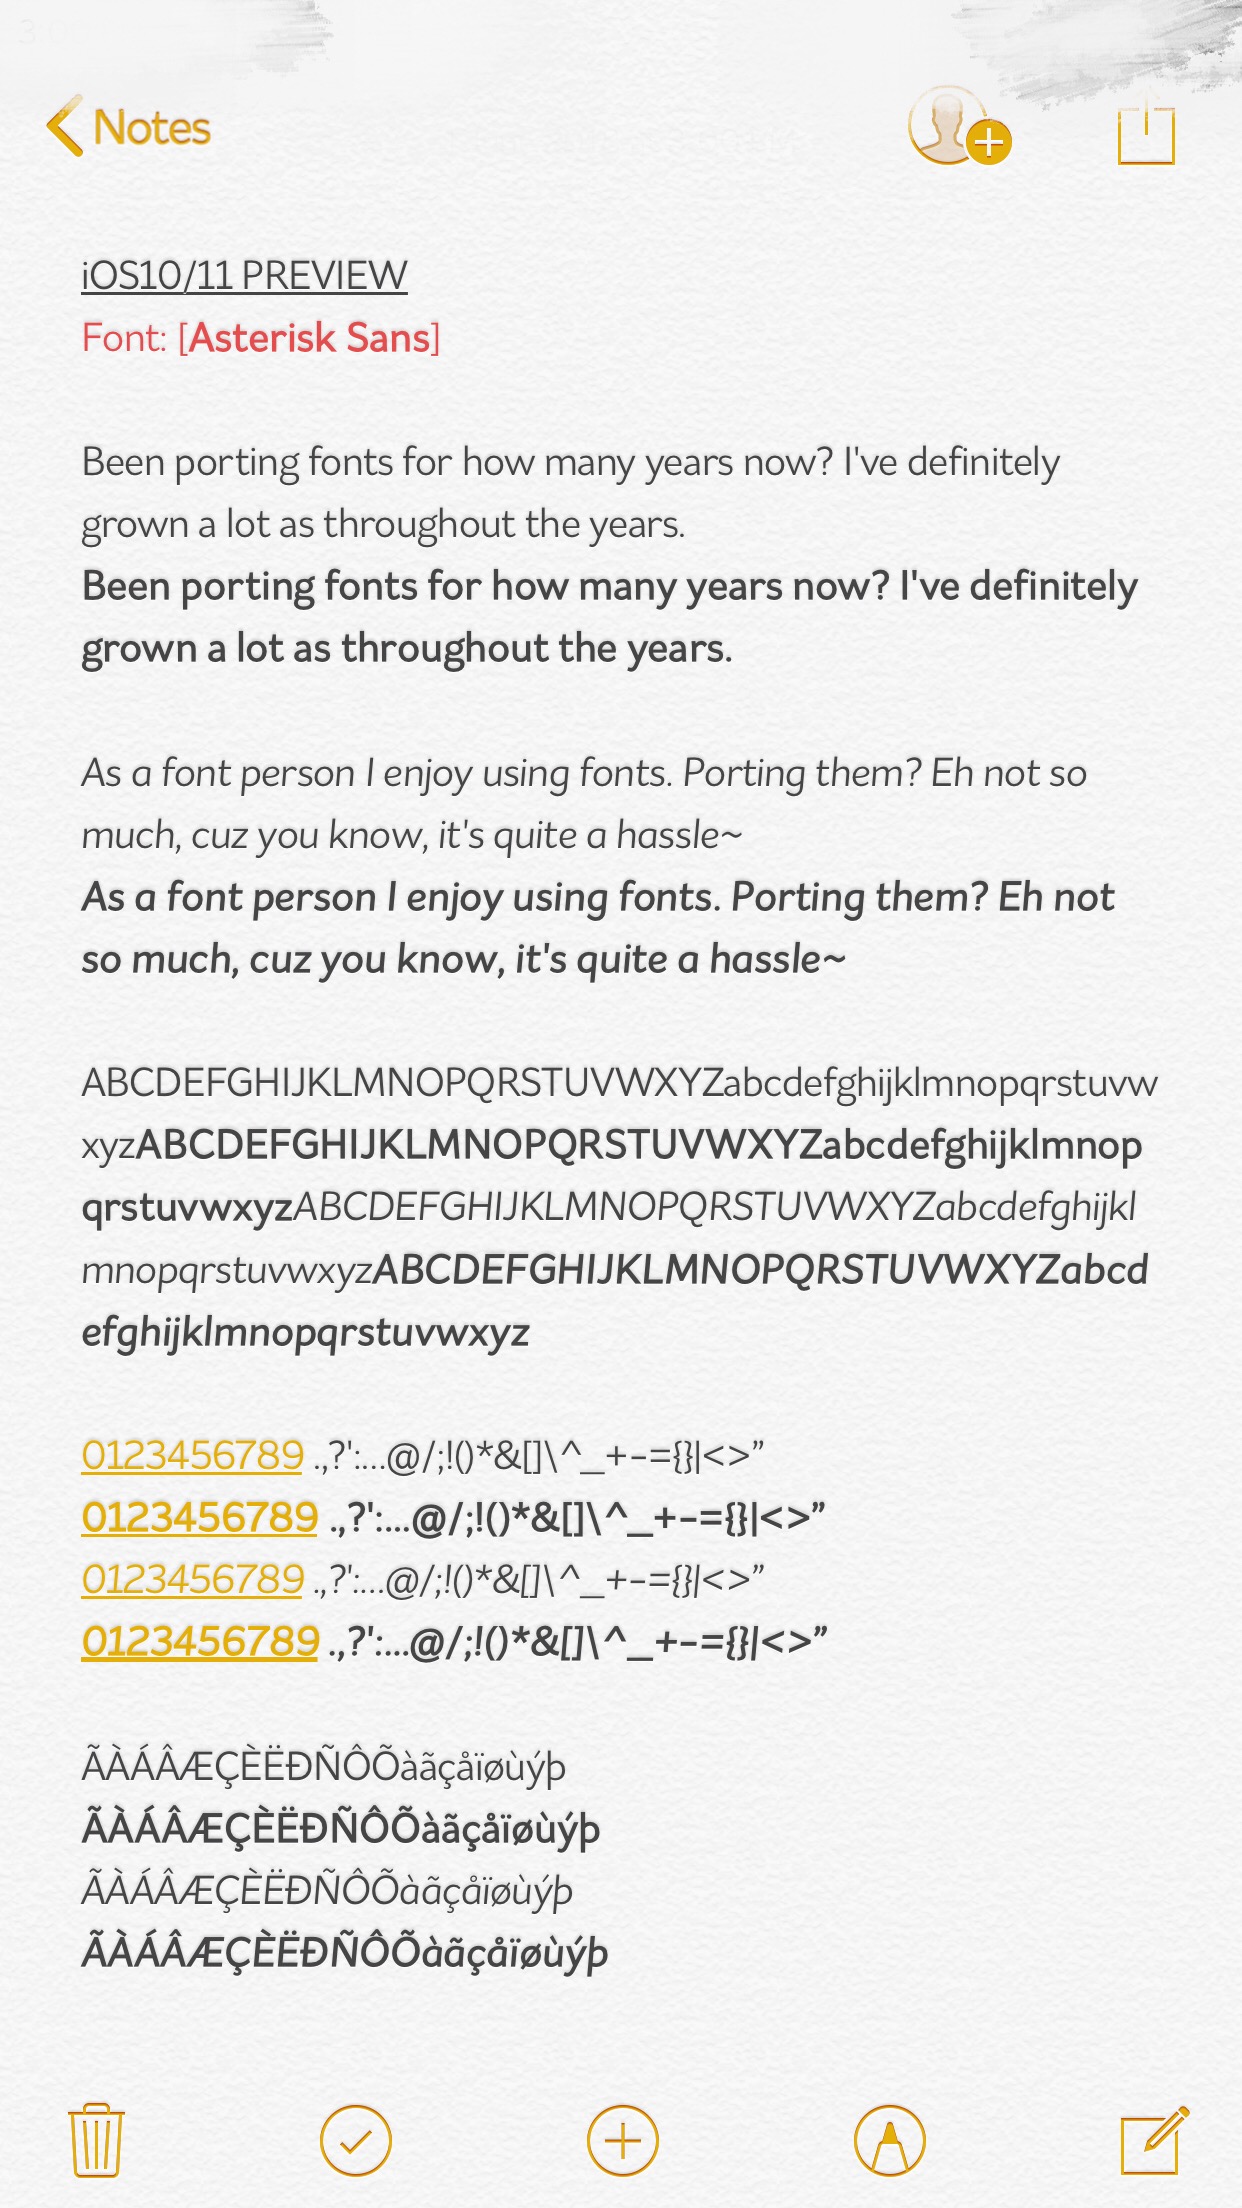 Notes
iOS10/11 PREVIEW
Font: [Asterisk Sans]
Been porting fonts for how many years now? I've definitely
grown a lot as throughout the years.
Been porting fonts for how many years now? I've definitely
grown a lot as throughout the years.
As a font person I enjoy using fonts. Porting them? Eh not so
much, cuz you know, it's quite a hassle~
As a font person I enjoy using fonts. Porting them? Eh not
so much, cuz you know, it's quite a hassle~
ABCDEFGHIJKLMNOPQRSTUVWXYZabcdefghijklmnopqrstuvw
xyzABCDEFGHIJKLMNOPQRSTUVWXYZabcdefghijklmnop
qrstuvwxyzABCDEFGHIJKLMNOPQRSTUVWXYZabcdefghijkl
mnopqrstuvwxyzABCDEFGHIJKLMNOPQRSTUVWXYZabcd
efghijklmnopqrstuvwxyz
0123456789 .,?':...@/;!()*&[]\^_+-={}|<>”
0123456789 .,?':...@/;!()*&[]\^_+-={}|<>”
0123456789 .,?':...@/;!()*&[]\^_+-={}|<>”
0123456789 .,?':...@/;!()*&[]\^_+-={}|<>”
ÃÀÁÂÆÇÈËÐÑÔÕàãçåïøùýþ
ÃÀÁÂÆÇÈËÐÑÔÕàãçåïøùýþ
ÃÀÁÂÆÇÈËÐÑÔÕàãçåïøùýþ
ÃÀÁÂÆÇÈËÐÑÔÕàãçåïøùýþ